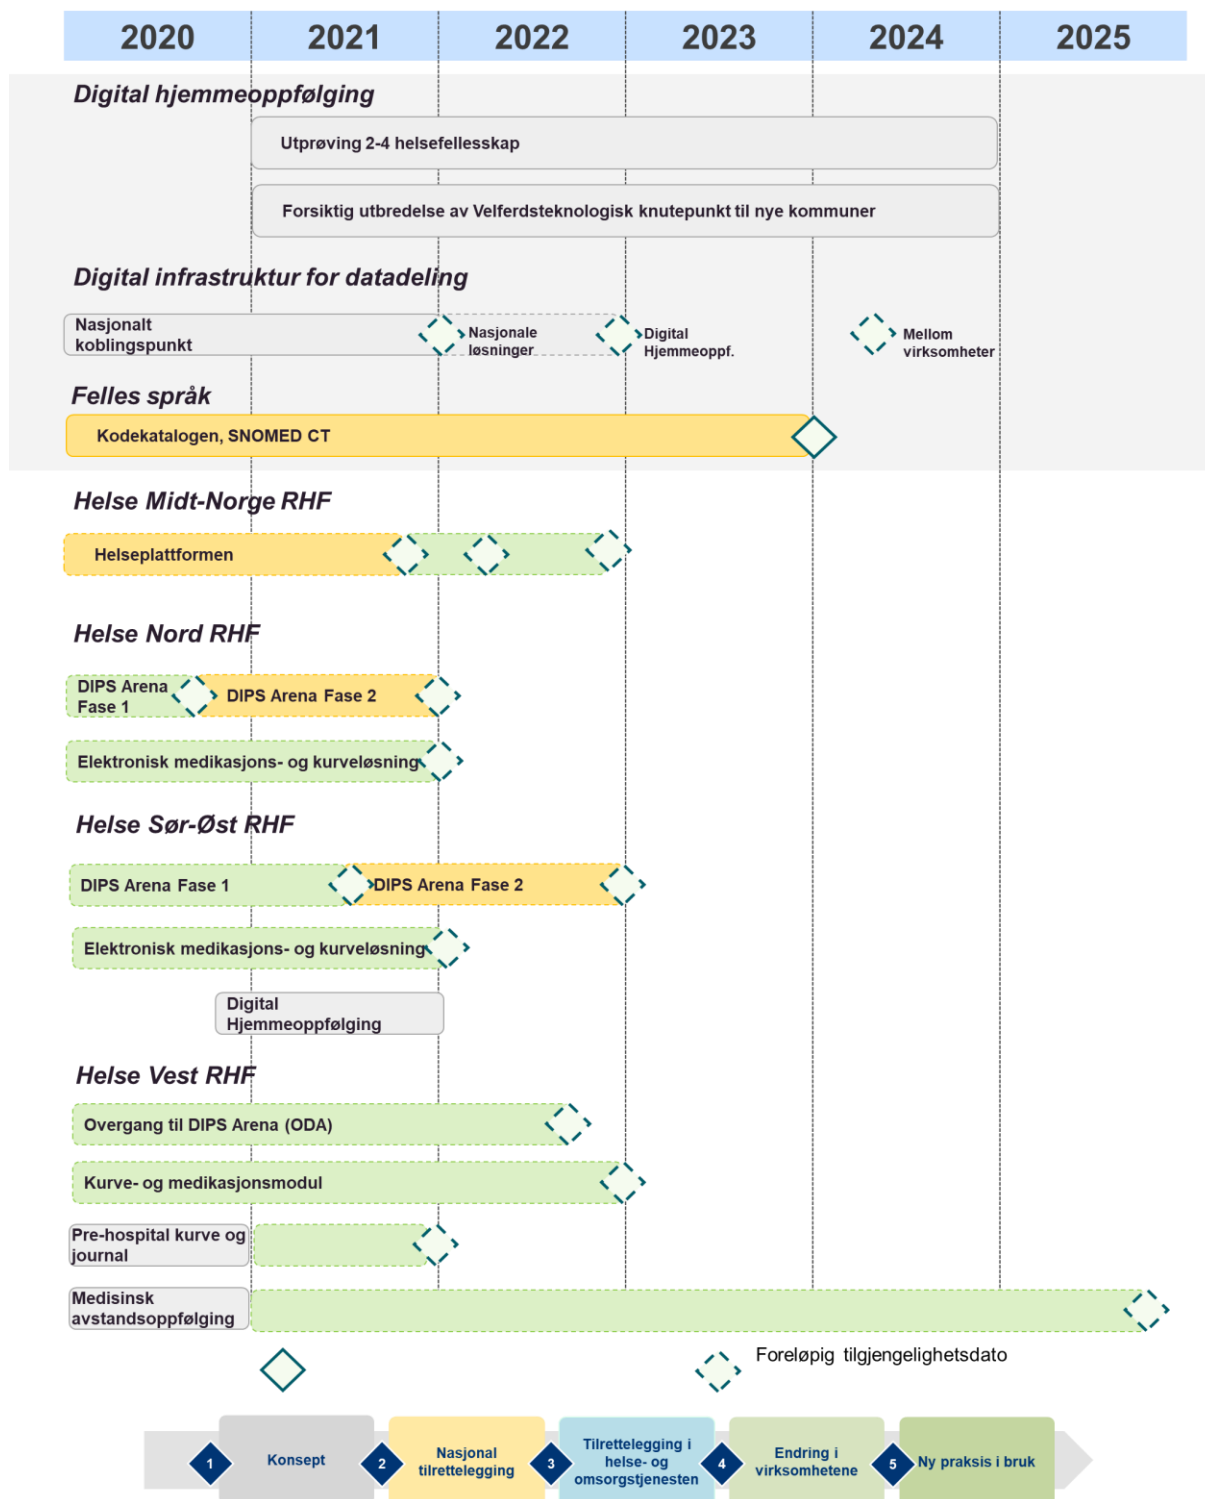 2020 2021 2022 2023 2024 2025
Digital hjemmeoppfølging
Utprøving 2-4 helsefellesskap
Forsiktig utbredelse av Velferdsteknologisk knutepunkt til nye kommuner
Digital infrastruktur for datadeling
Nasjonalt
koblingspunkt
Nasjonale
løsninger
Digital
Hjemmeoppf.
Mellom
virksomheter
Felles språk
Kodekatalogen, SNOMED CT
Helse Midt-Norge RHF
Helseplattformen
Helse Nord RHF
DIPS Arena
Fase 1
DIPS Arena Fase 2
Elektronisk medikasjons- og kurveløsning
Helse Sør-Øst RHF
DIPS Arena Fase 1
DIPS Arena Fase 2
Elektronisk medikasjons- og kurveløsning
Digital
Hjemmeoppfølging
Helse Vest RHF
Overgang til DIPS Arena (ODA)
Kurve- og medikasjonsmodul
Pre-hospital kurve og
journal
Medisinsk
avstandsoppfølging
Foreløpig tilgjengelighetsdato
1
Konsept
2
Nasjonal
tilrettelegging
3
Tilrettelegging i
helse- og
omsorgstjenesten
4
Endring i
virksomhetene
5
Ny praksis i bruk